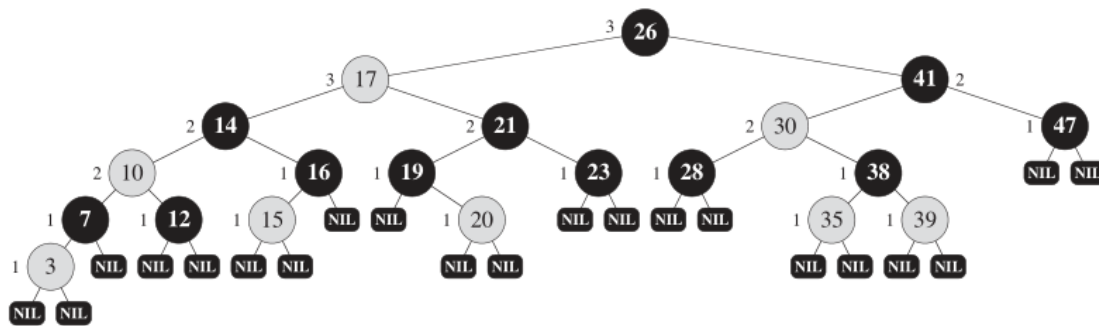 3 26
3 17 41 2
2 14 2 21 2 30 1 47
2 10 1 16 1 19 1 23 1 28 1 38 NIL NIL
1 7 1 12 1 15 NIL NIL 1 20 NIL NIL NIL NIL 1 35 1 39
1 3 NIL NIL NIL NIL NIL NIL NIL NIL NIL NIL NIL
NIL NIL